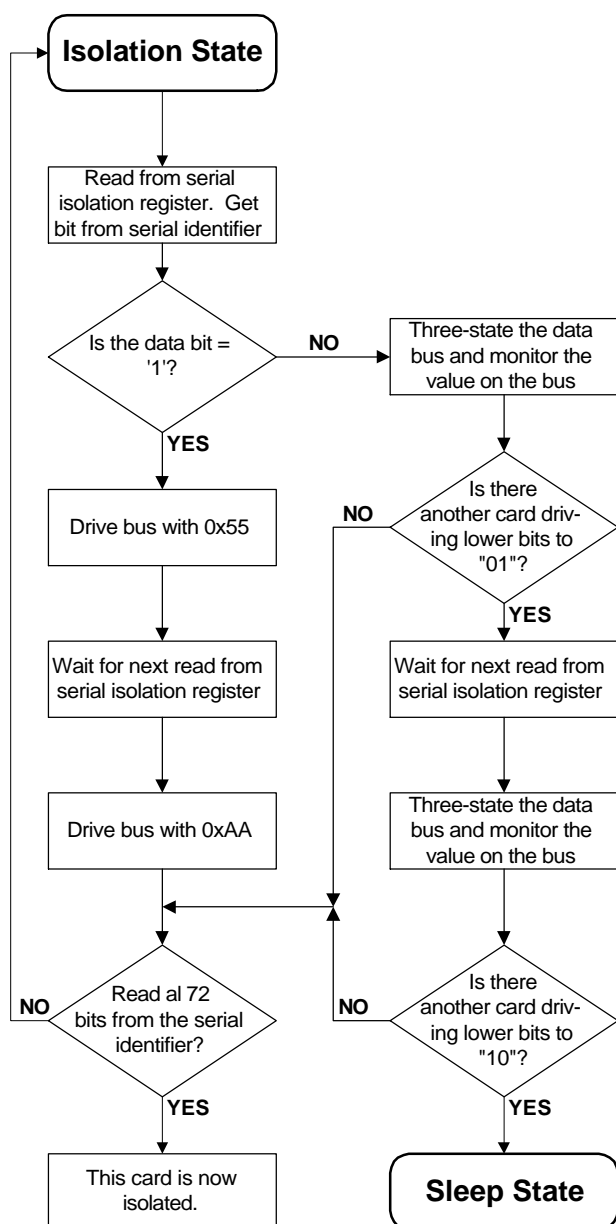 Isolation State
Read from serial
isolation register. Get
bit from serial identifier
Is the data bit =
'1'?
NO
YES
Three-state the data
bus and monitor the
value on the bus
Drive bus with 0x55
Is there
another card driv-
ing lower bits to
"01"?
NO
YES
Wait for next read from
serial isolation register
Wait for next read from
serial isolation register
Drive bus with 0xAA
Three-state the data
bus and monitor the
value on the bus
Read al 72
bits from the serial
identifier?
NO
YES
Is there
another card driv-
ing lower bits to
"10"?
NO
YES
This card is now
isolated.
Sleep State